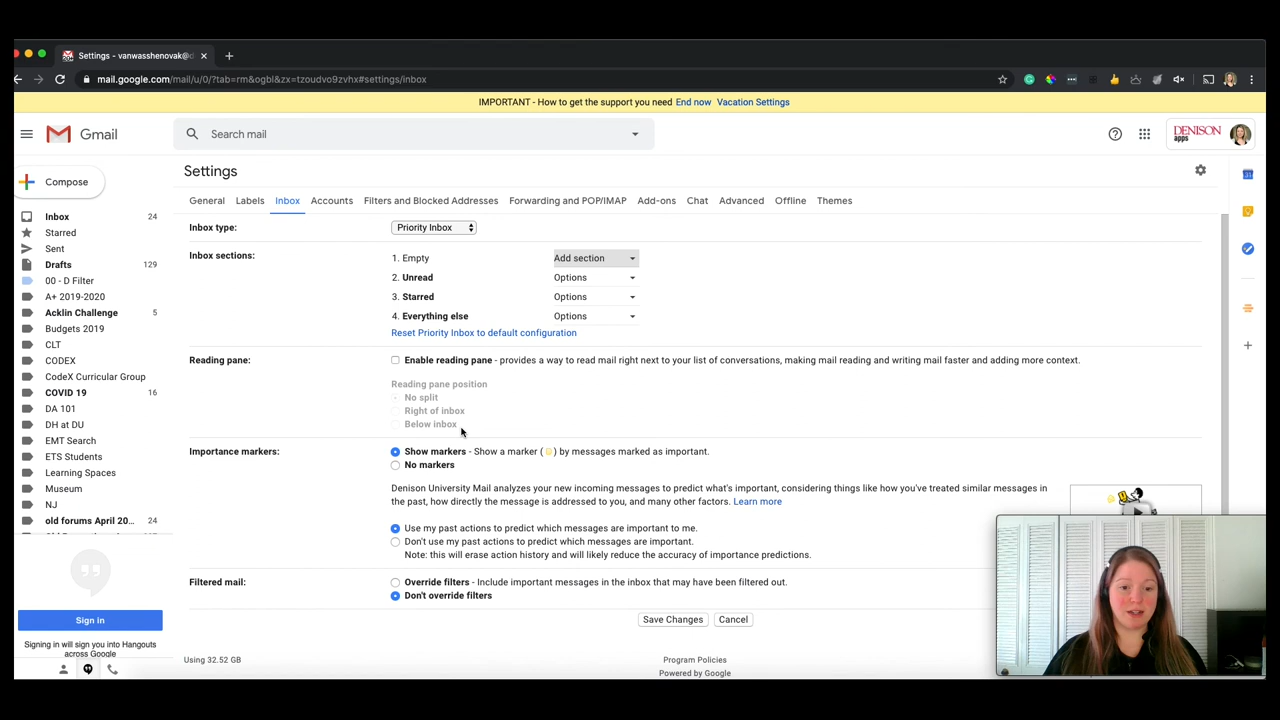 Settings - vanwasshenovak@d
mail.google.com/mail/u/0/?tab=rm&ogbl&zx=tzoudvo9zvhx#settings/inbox
IMPORTANT - How to get the support you need End now Vacation Settings
Gmail
Search mail
DENISON
apps
Compose
Settings
General Labels Inbox Accounts Filters and Blocked Addresses Forwarding and POP/IMAP Add-ons Chat Advanced Offline Themes
Inbox 24
Starred
Sent
Drafts 129
00 - D Filter
A+ 2019-2020
Acklin Challenge 5
Budgets 2019
CLT
CODEX
CodeX Curricular Group
COVID 19 16
DA 101
DH at DU
EMT Search
ETS Students
Learning Spaces
Museum
NJ
old forums April 20... 24
Sign in
Signing in will sign you into Hangouts
across Google
Inbox type: Priority Inbox
Inbox sections: 1. Empty Add section
2. Unread Options
3. Starred Options
4. Everything else Options
Reset Priority Inbox to default configuration
Reading pane: Enable reading pane - provides a way to read mail right next to your list of conversations, making mail reading and writing mail faster and adding more context.
Reading pane position
No split
Right of inbox
Below inbox
Importance markers: Show markers - Show a marker ( ) by messages marked as important.
No markers
Denison University Mail analyzes your new incoming messages to predict what's important, considering things like how you've treated similar messages in
the past, how directly the message is addressed to you, and many other factors. Learn more
Use my past actions to predict which messages are important to me.
Don't use my past actions to predict which messages are important.
Note: this will erase action history and will likely reduce the accuracy of importance predictions.
Filtered mail: Override filters - Include important messages in the inbox that may have been filtered out.
Don't override filters
Save Changes Cancel
Using 32.52 GB
Program Policies
Powered by Google